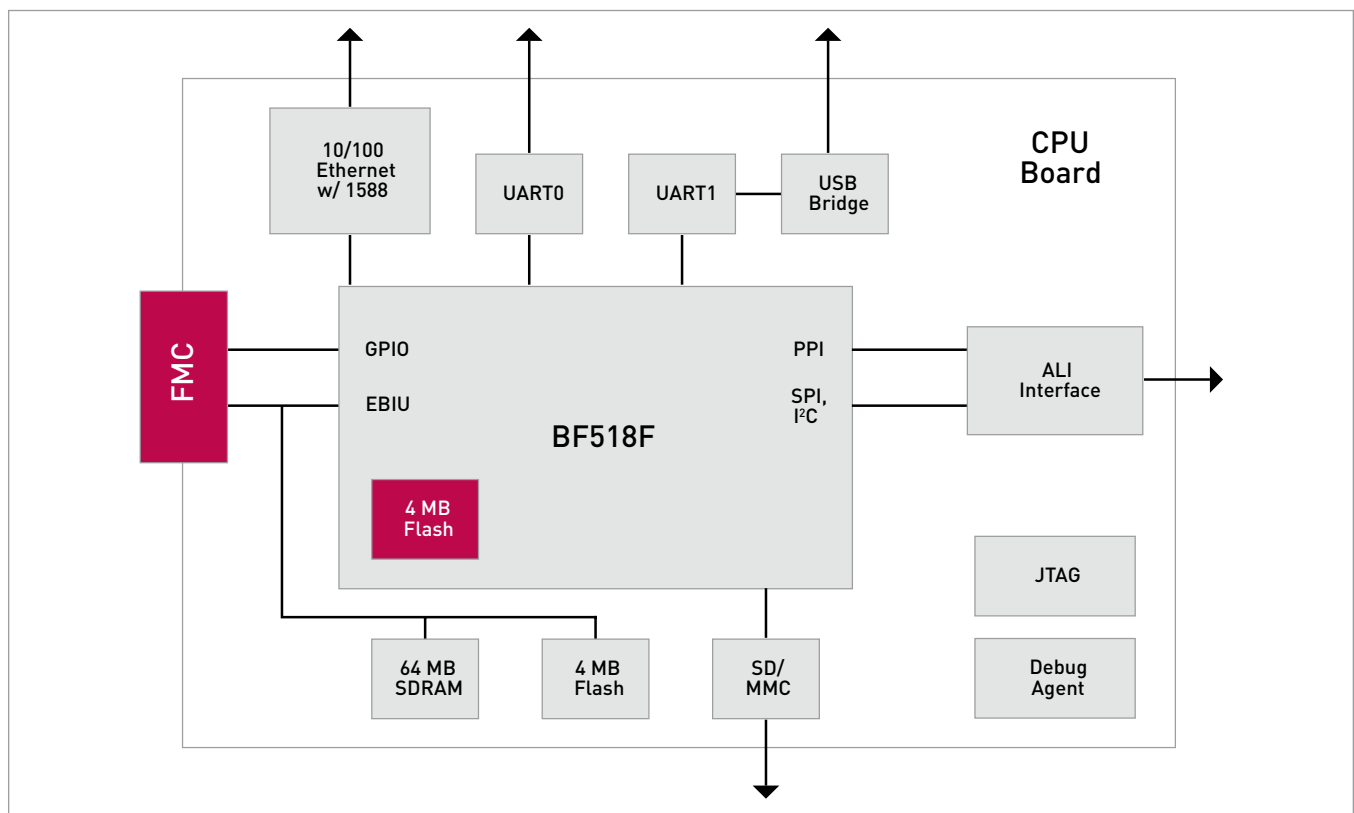 10/100
Ethernet
w/ 1588
UART0
UART1
USB
Bridge
CPU
Board
FMC
GPIO
EBIU
PPI
SPI,
I²C
BF518F
4 MB
Flash
ALI
Interface
JTAG
64 MB
SDRAM
4 MB
Flash
SD/
MMC
Debug
Agent